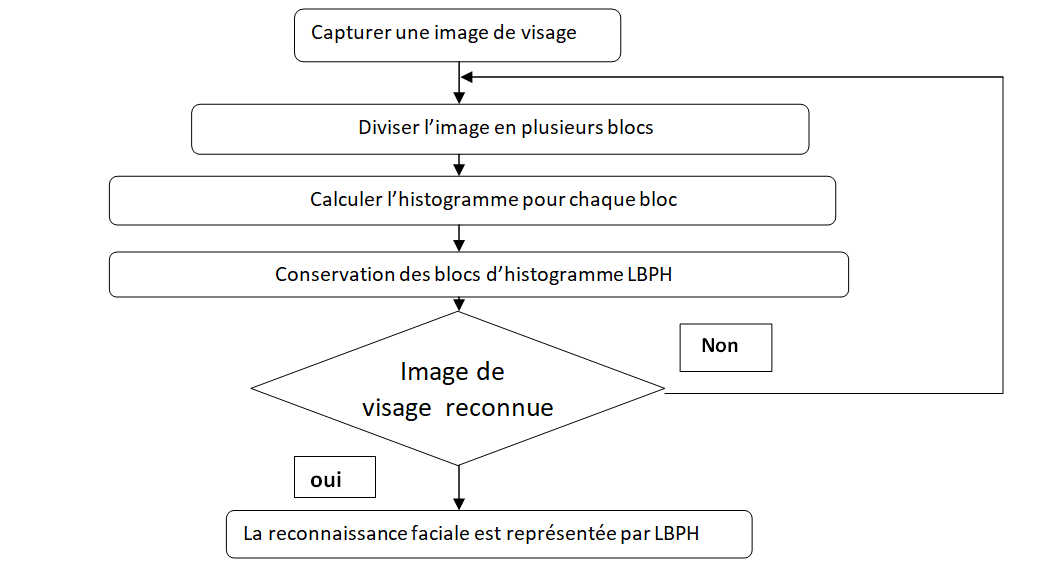 Capturer une image de visage
Diviser l’image en plusieurs blocs
Calculer l’histogramme pour chaque bloc
Conservation des blocs d’histogramme LBPH
Non
Image de
visage reconnue
oui
La reconnaissance faciale est représentée par LBPH